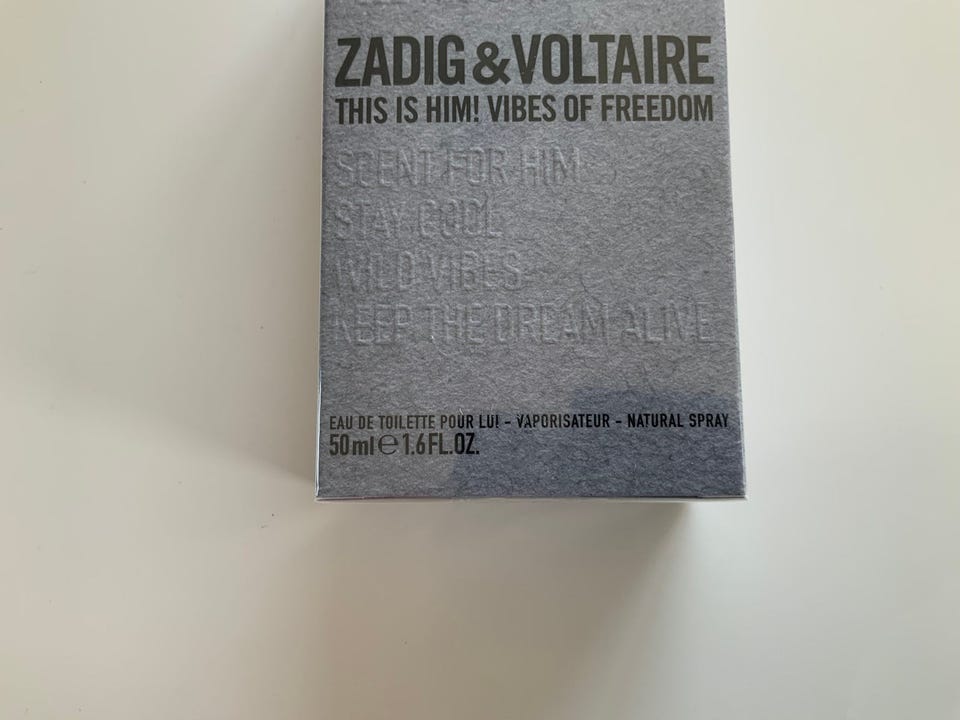 ZADIG & VOLTAIRE
THIS IS HIM! VIBES OF FREEDOM
SCENT FOR HIM
STAY COOL
WILD VIBES
KEEP THE DREAM ALIVE
EAU DE TOILETTE POUR LUI - VAPORISATEUR - NATURAL SPRAY
50ml ℮ 1.6FL.OZ.